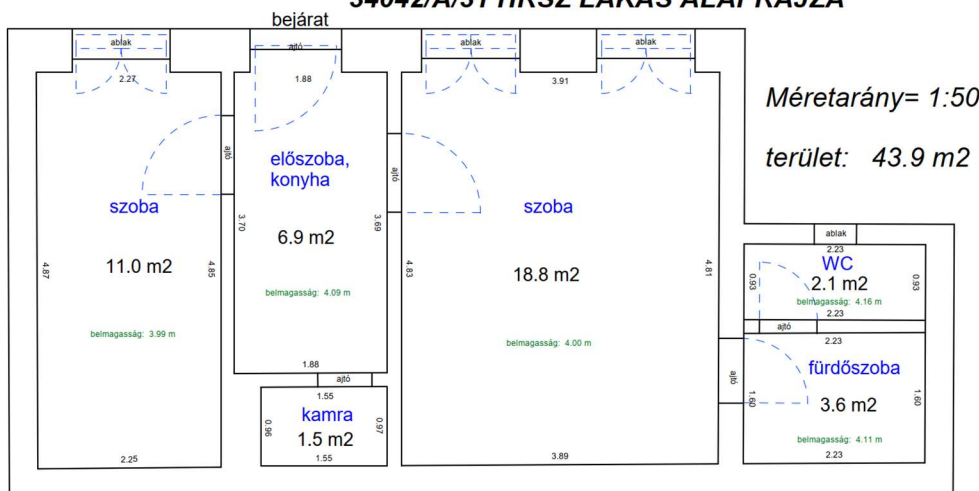 34042/A/31 HRSZ LAKÁS ALAPRAJZA
bejárat
ablak
ajtó
ablak
ablak
2.27
1.88
3.91
Méretarány= 1:50
terület: 43.9 m2
ajtó
ajtó
előszoba,
konyha
szoba
szoba
3.70
3.69
6.9 m2
ablak
2.23
WC
4.87
11.0 m2
4.85
4.83
18.8 m2
4.81
0.93
2.1 m2
0.93
belmagasság: 4.09 m
belmagasság: 4.16 m
2.23
ajtó
belmagasság: 3.99 m
belmagasság: 4.00 m
2.23
1.88
ajtó
ajtó
fürdőszoba
1.55
1.60
3.6 m2
1.60
kamra
0.96
1.5 m2
0.97
belmagasság: 4.11 m
2.25
1.55
3.89
2.23